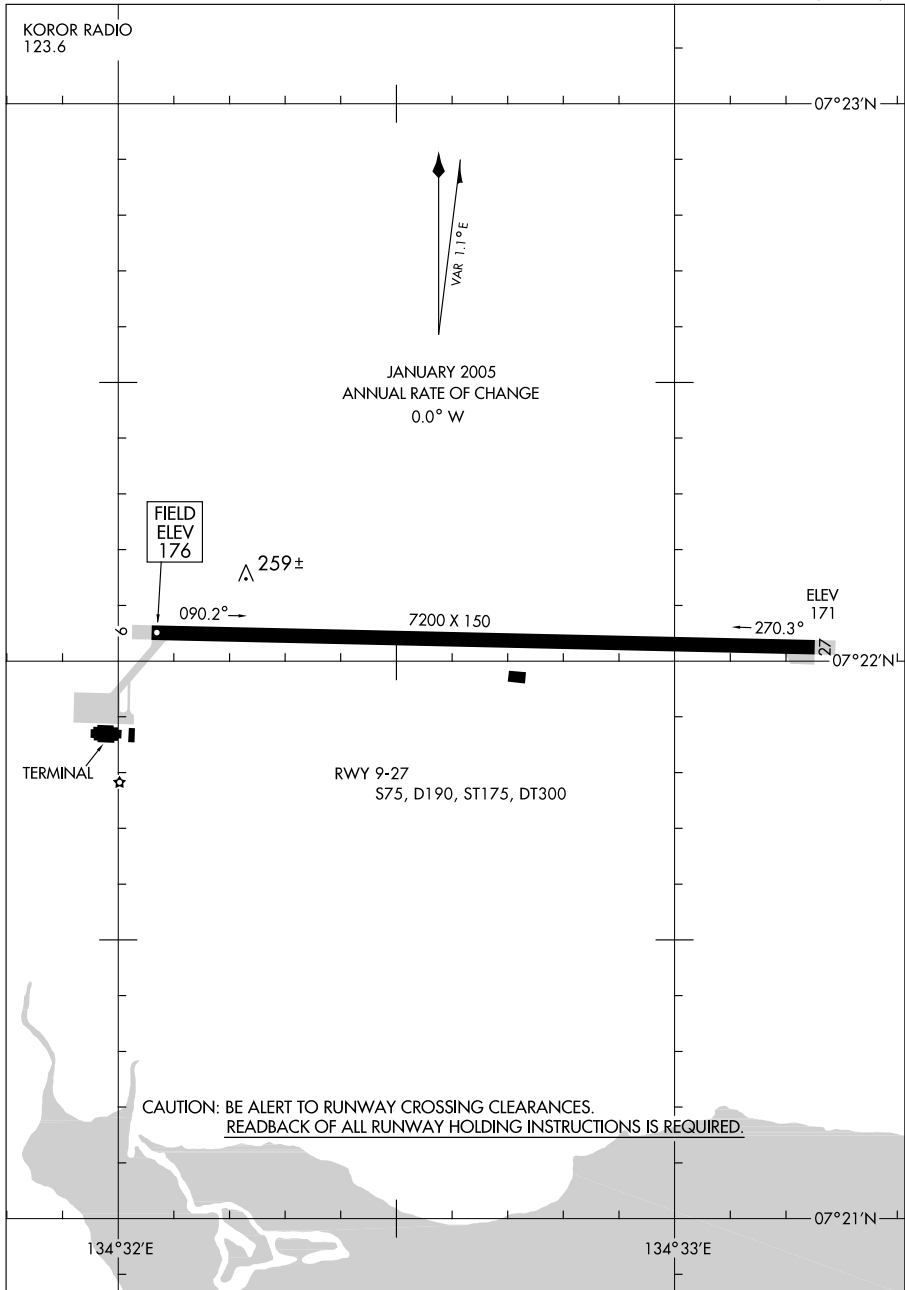 KOROR RADIO
123.6
07°23'N
VAR 1.1° E
JANUARY 2005
ANNUAL RATE OF CHANGE
0.0° W
FIELD
ELEV
176
259±
ELEV
171
9
090.2°
7200 X 150
270.3°
27
07°22'N
TERMINAL
RWY 9-27
S75, D190, ST175, DT300
CAUTION: BE ALERT TO RUNWAY CROSSING CLEARANCES.
READBACK OF ALL RUNWAY HOLDING INSTRUCTIONS IS REQUIRED.
07°21'N
134°32'E
134°33'E